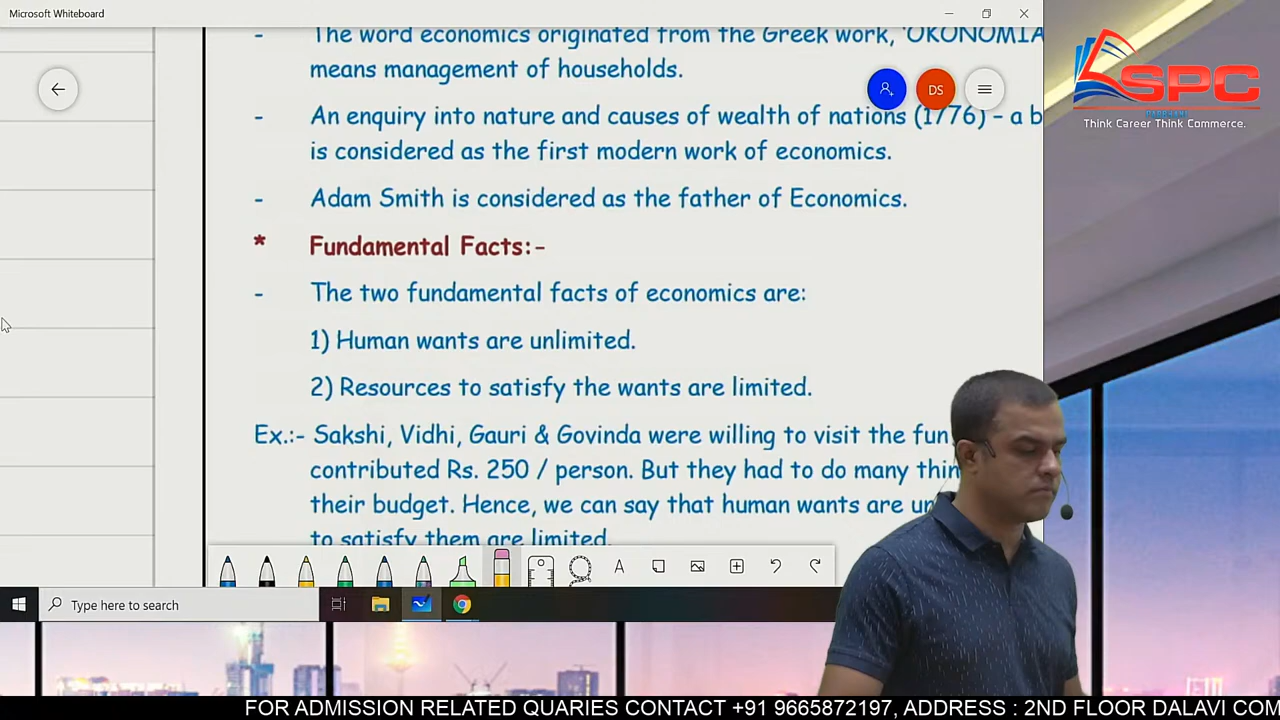 Microsoft Whiteboard
- The word economics originated from the Greek work, 'OKONOMIA
means management of households.
DS
- An enquiry into nature and causes of wealth of nations (1776) – a b
is considered as the first modern work of economics.
- Adam Smith is considered as the father of Economics.
* Fundamental Facts:-
- The two fundamental facts of economics are:
1) Human wants are unlimited.
2) Resources to satisfy the wants are limited.
Ex.:- Sakshi, Vidhi, Gauri & Govinda were willing to visit the fun
contributed Rs. 250 / person. But they had to do many thin
their budget. Hence, we can say that human wants are un
to satisfy them are limited.
A
Type here to search
SPC
Think Career Think Commerce.
FOR ADMISSION RELATED QUARIES CONTACT +91 9665872197, ADDRESS : 2ND FLOOR DALAVI COM